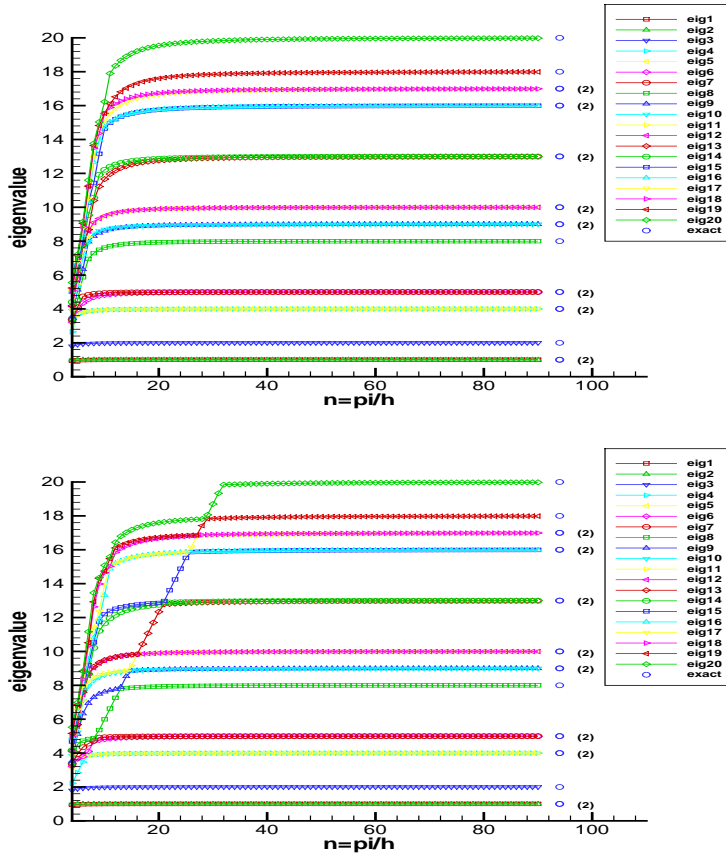 eigenvalue
20
18
16
14
12
10
8
6
4
2
0
(2)
(2)
(2)
(2)
(2)
(2)
(2)
(2)
20
40
60
80
100
n=pi/h
eig1
eig2
eig3
eig4
eig5
eig6
eig7
eig8
eig9
eig10
eig11
eig12
eig13
eig14
eig15
eig16
eig17
eig18
eig19
eig20
exact
eigenvalue
20
18
16
14
12
10
8
6
4
2
0
(2)
(2)
(2)
(2)
(2)
(2)
(2)
(2)
20
40
60
80
100
n=pi/h
eig1
eig2
eig3
eig4
eig5
eig6
eig7
eig8
eig9
eig10
eig11
eig12
eig13
eig14
eig15
eig16
eig17
eig18
eig19
eig20
exact